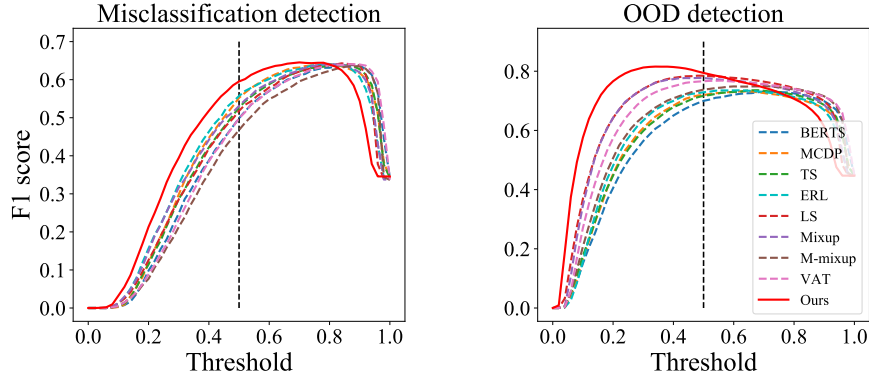 Misclassification detection
F1 score
0.7
0.6
0.5
0.4
0.3
0.2
0.1
0.0
0.0 0.2 0.4 0.6 0.8 1.0
Threshold
OOD detection
0.8
0.6
0.4
0.2
0.0
BERT$
MCDP
TS
ERL
LS
Mixup
M-mixup
VAT
Ours
0.0 0.2 0.4 0.6 0.8 1.0
Threshold